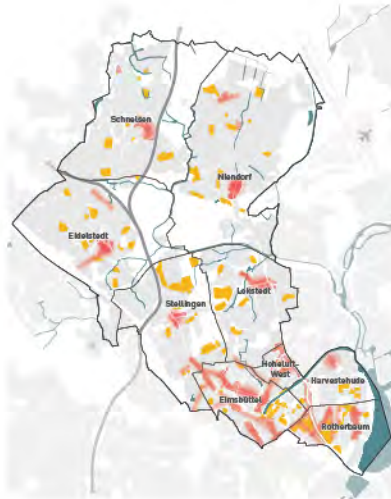 Schnelsen
Niendorf
Eidelstedt
Stellingen
Lokstedt
Hoheluft-
West
Harvestehude
Eimsbüttel
Rotherbaum